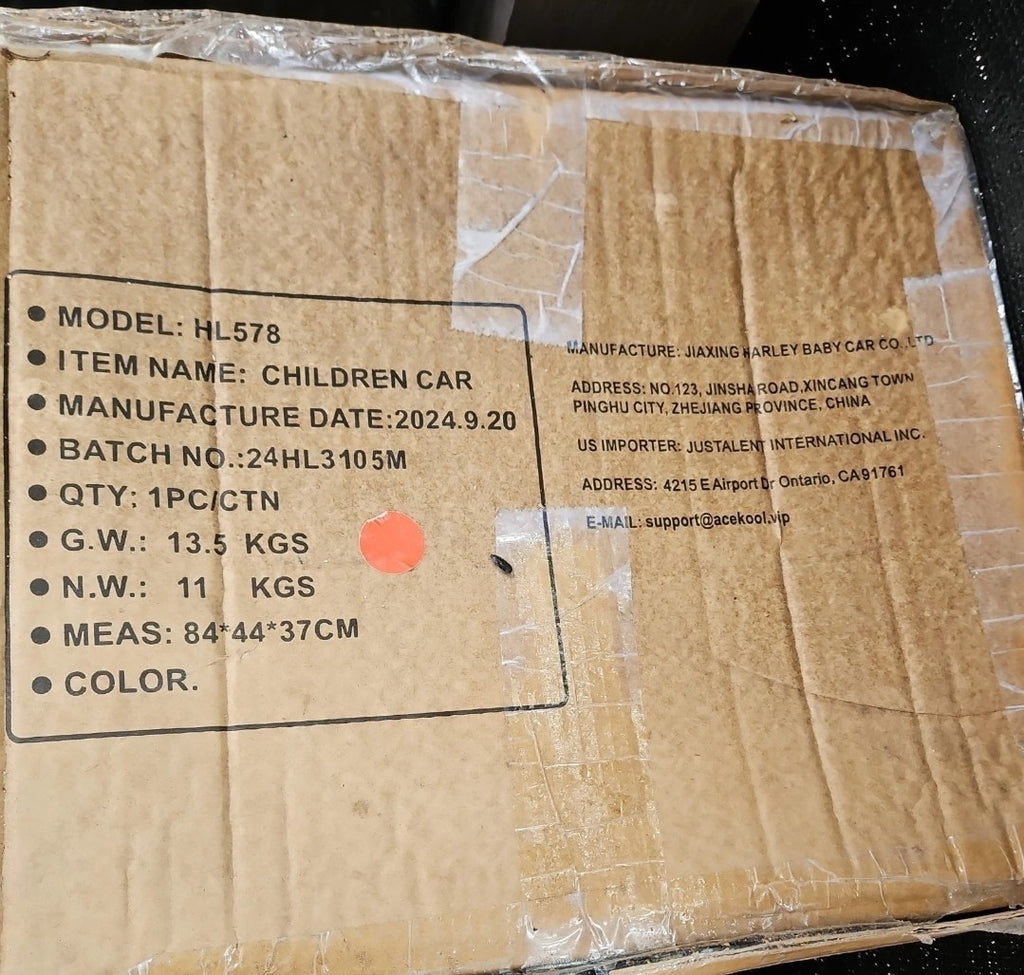 MODEL: HL578
ITEM NAME: CHILDREN CAR
MANUFACTURE DATE:2024.9.20
BATCH NO.:24HL3105M
QTY: 1PC/CTN
G.W.: 13.5 KGS
N.W.: 11 KGS
MEAS: 84*44*37CM
COLOR.
MANUFACTURE: JIAXING HARLEY BABY CAR CO.,LTD
ADDRESS: NO.123, JINSHA ROAD,XINCANG TOWN
PINGHU CITY, ZHEJIANG PROVINCE, CHINA
US IMPORTER: JUSTALENT INTERNATIONAL INC.
ADDRESS: 4215 E Airport Dr Ontario, CA 91761
E-MAIL: support@acekool.vip